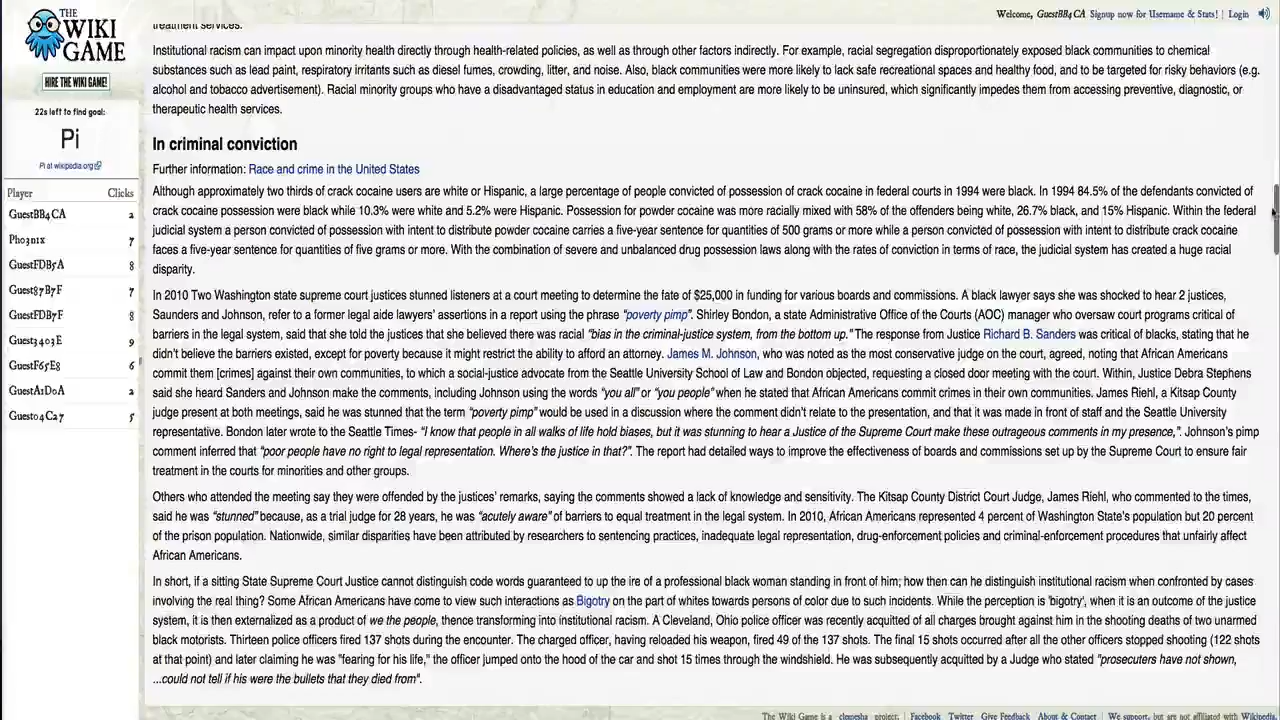 THE WIKI GAME
HIRE THE WIKI GAME!
22s left to find goal:
Pi
Pi at wikipedia.org
Player Clicks
GuestBB4CA 2
Ph03n1x 7
GuestFDB5A 8
Guest87B7F 7
GuestFDB7F 8
Guest3403E 9
GuestF65E8 6
GuestA1D0A 2
Guest04C27 5
Welcome, GuestBB4CA Signup now for Username & Stats! | Login
treatment services.
Institutional racism can impact upon minority health directly through health-related policies, as well as through other factors indirectly. For example, racial segregation disproportionately exposed black communities to chemical
substances such as lead paint, respiratory irritants such as diesel fumes, crowding, litter, and noise. Also, black communities were more likely to lack safe recreational spaces and healthy food, and to be targeted for risky behaviors (e.g.
alcohol and tobacco advertisement). Racial minority groups who have a disadvantaged status in education and employment are more likely to be uninsured, which significantly impedes them from accessing preventive, diagnostic, or
therapeutic health services.
In criminal conviction
Further information: Race and crime in the United States
Although approximately two thirds of crack cocaine users are white or Hispanic, a large percentage of people convicted of possession of crack cocaine in federal courts in 1994 were black. In 1994 84.5% of the defendants convicted of
crack cocaine possession were black while 10.3% were white and 5.2% were Hispanic. Possession for powder cocaine was more racially mixed with 58% of the offenders being white, 26.7% black, and 15% Hispanic. Within the federal
judicial system a person convicted of possession with intent to distribute powder cocaine carries a five-year sentence for quantities of 500 grams or more while a person convicted of possession with intent to distribute crack cocaine
faces a five-year sentence for quantities of five grams or more. With the combination of severe and unbalanced drug possession laws along with the rates of conviction in terms of race, the judicial system has created a huge racial
disparity.
In 2010 Two Washington state supreme court justices stunned listeners at a court meeting to determine the fate of $25,000 in funding for various boards and commissions. A black lawyer says she was shocked to hear 2 justices,
Saunders and Johnson, refer to a former legal aide lawyers' assertions in a report using the phrase "poverty pimp". Shirley Bondon, a state Administrative Office of the Courts (AOC) manager who oversaw court programs critical of
barriers in the legal system, said that she told the justices that she believed there was racial "bias in the criminal-justice system, from the bottom up." The response from Justice Richard B. Sanders was critical of blacks, stating that he
didn't believe the barriers existed, except for poverty because it might restrict the ability to afford an attorney. James M. Johnson, who was noted as the most conservative judge on the court, agreed, noting that African Americans
commit them [crimes] against their own communities, to which a social-justice advocate from the Seattle University School of Law and Bondon objected, requesting a closed door meeting with the court. Within, Justice Debra Stephens
said she heard Sanders and Johnson make the comments, including Johnson using the words "you all" or "you people" when he stated that African Americans commit crimes in their own communities. James Riehl, a Kitsap County
judge present at both meetings, said he was stunned that the term "poverty pimp" would be used in a discussion where the comment didn't relate to the presentation, and that it was made in front of staff and the Seattle University
representative. Bondon later wrote to the Seattle Times- "I know that people in all walks of life hold biases, but it was stunning to hear a Justice of the Supreme Court make these outrageous comments in my presence,". Johnson's pimp
comment inferred that "poor people have no right to legal representation. Where's the justice in that?". The report had detailed ways to improve the effectiveness of boards and commissions set up by the Supreme Court to ensure fair
treatment in the courts for minorities and other groups.
Others who attended the meeting say they were offended by the justices' remarks, saying the comments showed a lack of knowledge and sensitivity. The Kitsap County District Court Judge, James Riehl, who commented to the times,
said he was "stunned" because, as a trial judge for 28 years, he was "acutely aware" of barriers to equal treatment in the legal system. In 2010, African Americans represented 4 percent of Washington State's population but 20 percent
of the prison population. Nationwide, similar disparities have been attributed by researchers to sentencing practices, inadequate legal representation, drug-enforcement policies and criminal-enforcement procedures that unfairly affect
African Americans.
In short, if a sitting State Supreme Court Justice cannot distinguish code words guaranteed to up the ire of a professional black woman standing in front of him; how then can he distinguish institutional racism when confronted by cases
involving the real thing? Some African Americans have come to view such interactions as Bigotry on the part of whites towards persons of color due to such incidents. While the perception is 'bigotry', when it is an outcome of the justice
system, it is then externalized as a product of we the people, thence transforming into institutional racism. A Cleveland, Ohio police officer was recently acquitted of all charges brought against him in the shooting deaths of two unarmed
black motorists. Thirteen police officers fired 137 shots during the encounter. The charged officer, having reloaded his weapon, fired 49 of the 137 shots. The final 15 shots occurred after all the other officers stopped shooting (122 shots
at that point) and later claiming he was "fearing for his life," the officer jumped onto the hood of the car and shot 15 times through the windshield. He was subsequently acquitted by a Judge who stated "prosecuters have not shown,
...could not tell if his were the bullets that they died from".
The Wiki Game is a clemesha project; | Facebook Twitter Give Feedback About & Contact | We support, but are not affiliated with Wikipedia.